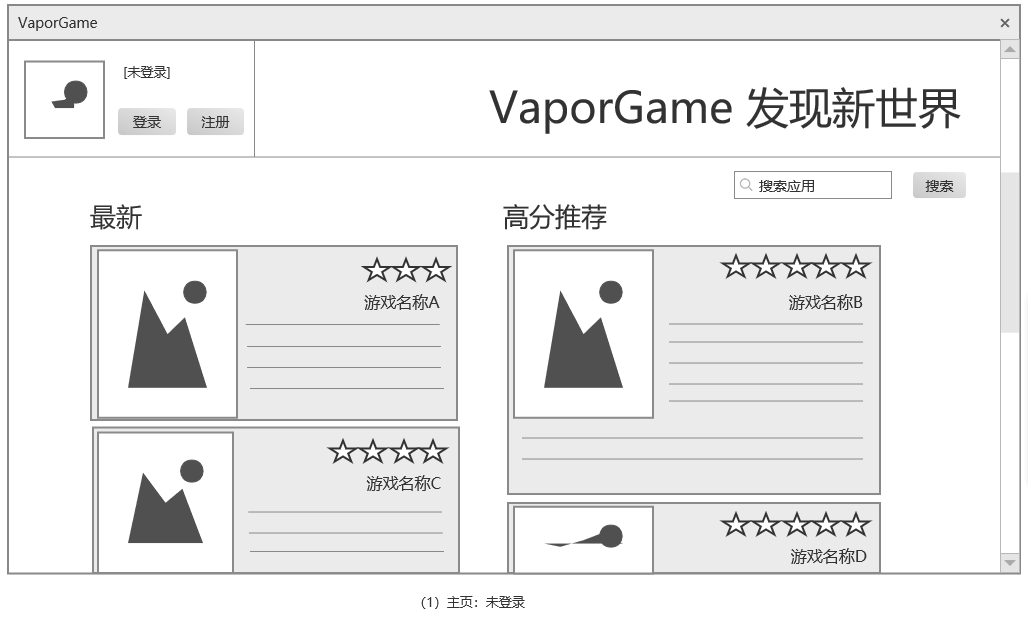 VaporGame
[未登录]
登录 注册
VaporGame 发现新世界
搜索应用 搜索
最新
游戏名称A
游戏名称C
高分推荐
游戏名称B
游戏名称D
（1）主页：未登录